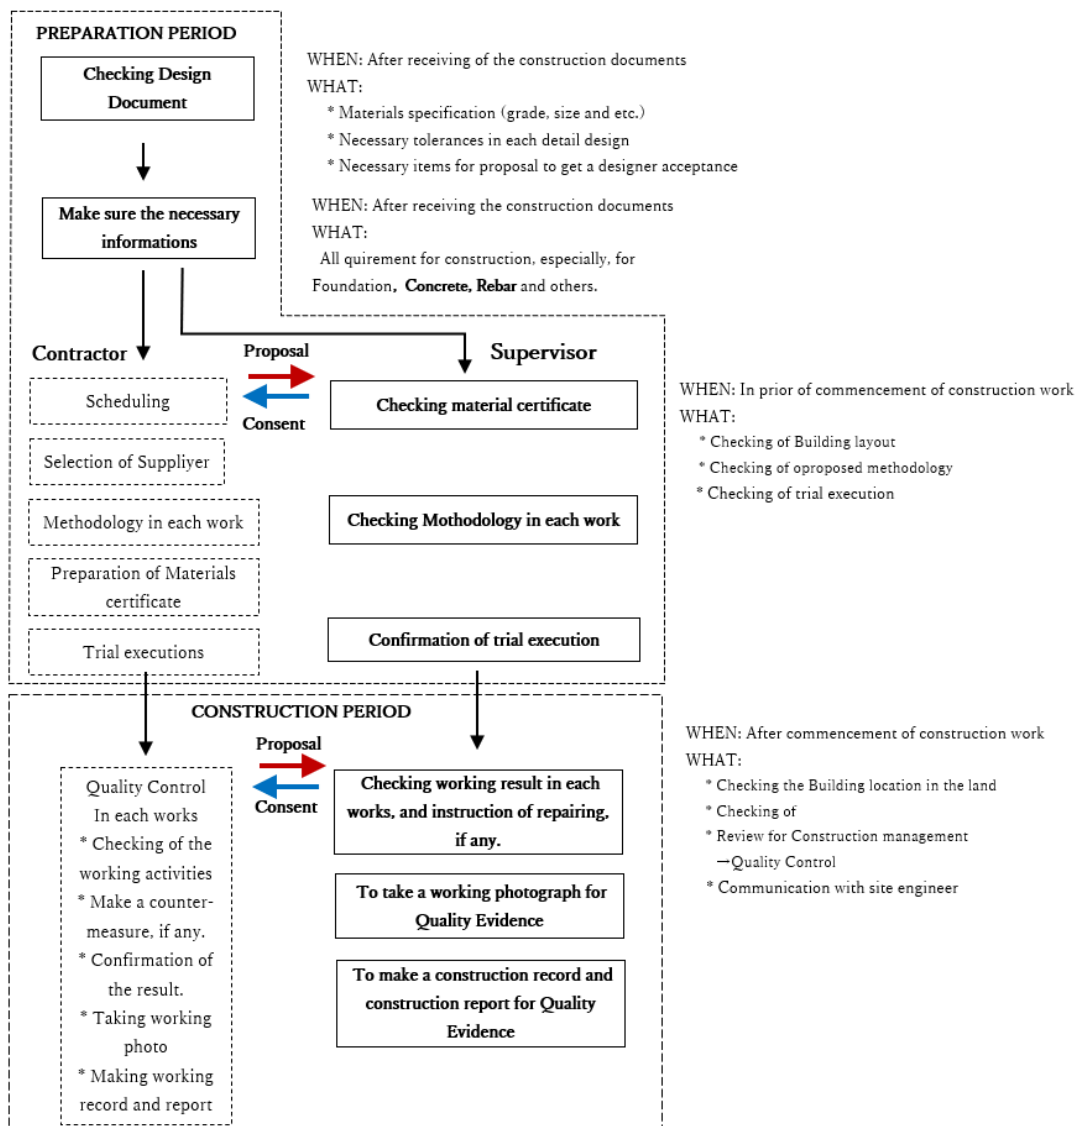 PREPARATION PERIOD
Checking Design
Document
WHEN: After receiving of the construction documents
WHAT:
* Materials specification (grade, size and etc.)
* Necessary tolerances in each detail design
* Necessary items for proposal to get a designer acceptance
Make sure the necessary
informations
WHEN: After receiving the construction documents
WHAT:
All quirement for construction, especially, for
Foundation, Concrete, Rebar and others.
Contractor
Proposal
Consent
Supervisor
Scheduling
Selection of Suppliyer
Methodology in each work
Preparation of Materials
certificate
Trial executions
Checking material certificate
Checking Mothodology in each work
Confirmation of trial execution
WHEN: In prior of commencement of construction work
WHAT:
* Checking of Building layout
* Checking of oproposed methodology
* Checking of trial execution
CONSTRUCTION PERIOD
Proposal
Consent
Quality Control
In each works
* Checking of the
working activities
* Make a counter-
measure, if any.
* Confirmation of
the result.
* Taking working
photo
* Making working
record and report
Checking working result in each
works, and instruction of repairing,
if any.
To take a working photograph for
Quality Evidence
To make a construction record and
construction report for Quality
Evidence
WHEN: After commencement of construction work
WHAT:
* Checking the Building location in the land
* Checking of
* Review for Construction management
→Quality Control
* Communication with site engineer